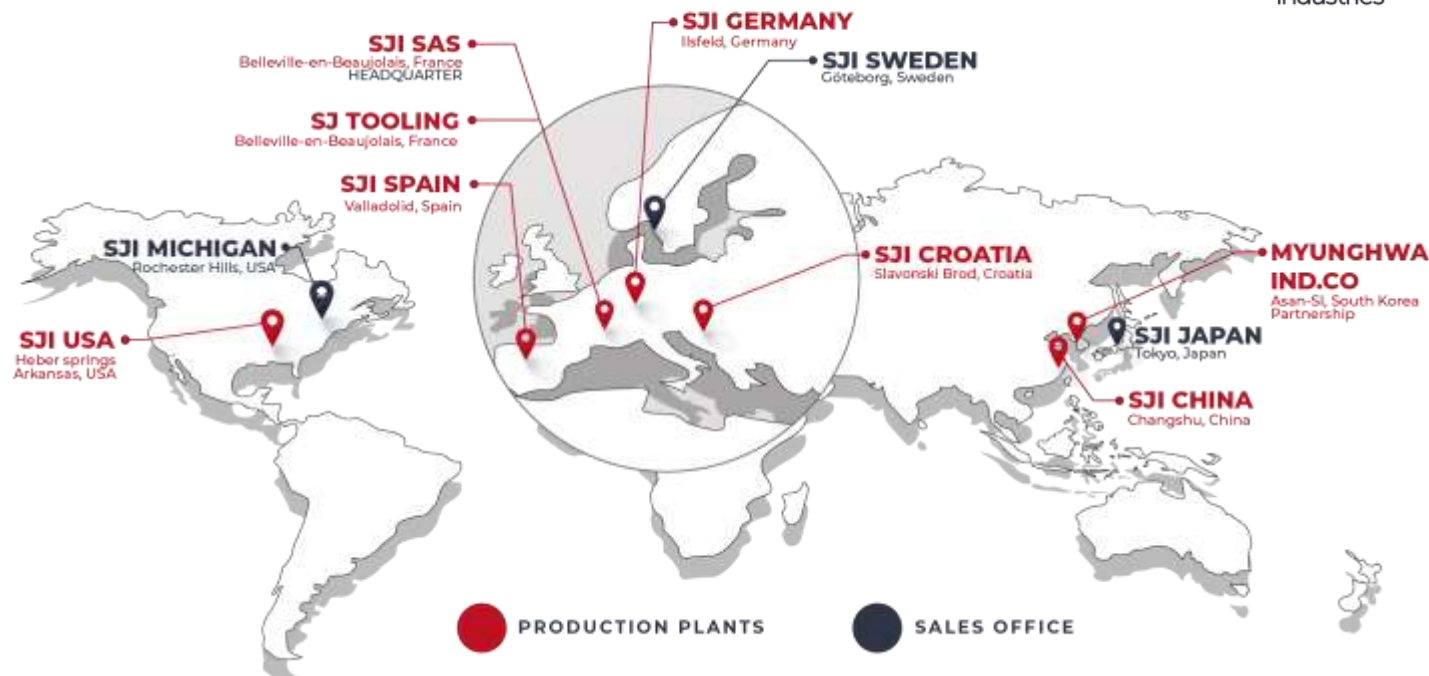 Industries
SJI GERMANY
Ilsfeld, Germany
SJI SAS
Belleville-en-Beaujolais, France
HEADQUARTER
SJI SWEDEN
Göteborg, Sweden
SJ TOOLING
Belleville-en-Beaujolais, France
SJI SPAIN
Valladolid, Spain
SJI MICHIGAN
Rochester Hills, USA
SJI CROATIA
Slavonski Brod, Croatia
MYUNGHWA
IND.CO
Asan-Si, South Korea
Partnership
SJI USA
Heber springs
Arkansas, USA
SJI JAPAN
Tokyo, Japan
SJI CHINA
Changshu, China
PRODUCTION PLANTS
SALES OFFICE